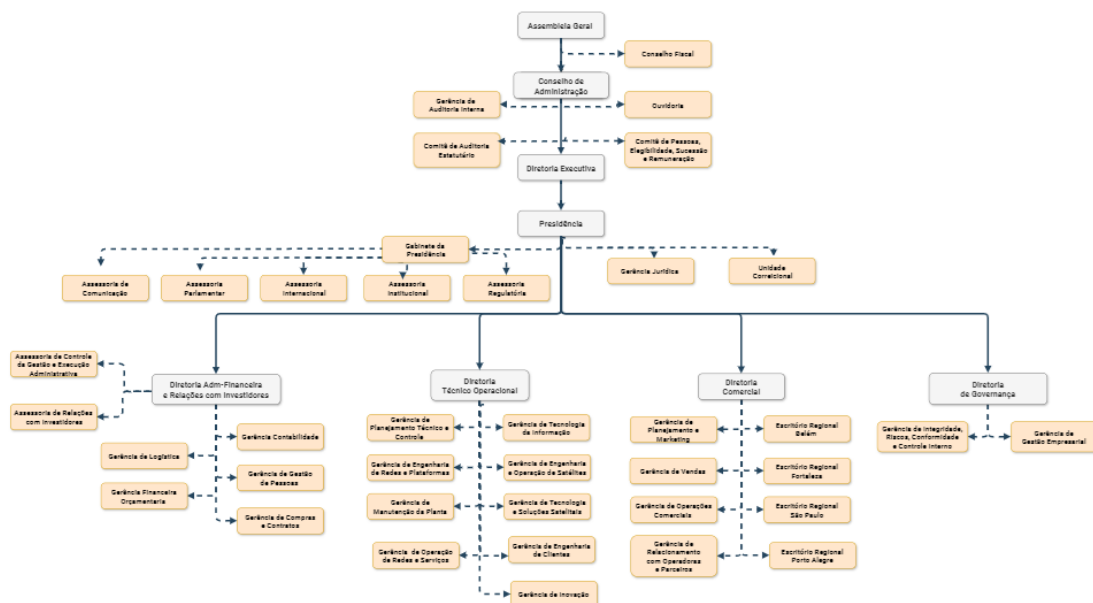 Assembleia Geral
Conselho Fiscal
Conselho de
Administração
Gerência de
Auditoria Interna
Ouvidoria
Comitê de Auditoria
Estatutário
Comitê de Pessoas,
Elegibilidade, Sucessão
e Remuneração
Diretoria Executiva
Presidência
Gabinete da
Presidência
Gerência Jurídica
Unidade
Correicional
Assessoria de
Comunicação
Assessoria
Parlamentar
Assessoria
Internacional
Assessoria
Institucional
Assessoria
Regulatória
Assessoria de Controle
da Gestão e Execução
Administrativa
Assessoria de Relações
com Investidores
Diretoria Adm-Financeira
e Relações com Investidores
Gerência Contabilidade
Gerência de Logística
Gerência de Gestão
de Pessoas
Gerência Financeira
Orçamentaria
Gerência de Compras
e Contratos
Diretoria
Técnico Operacional
Gerência de
Planejamento Técnico e
Controle
Gerência de Tecnologia
da Informação
Gerência de Engenharia
de Redes e Plataformas
Gerência de Engenharia
e Operação de Satélites
Gerência de
Manutenção da Planta
Gerência de Tecnologia
e Soluções Satelitais
Gerência de Operação
de Redes e Serviços
Gerência de Engenharia
de Clientes
Gerência de Inovação
Diretoria
Comercial
Gerência de
Planejamento e
Marketing
Escritório Regional
Belém
Gerência de Vendas
Escritório Regional
Fortaleza
Gerência de Operações
Comerciais
Escritório Regional
São Paulo
Gerência de
Relacionamento
com Operadoras
e Parceiros
Escritório Regional
Porto Alegre
Diretoria
de Governança
Gerência de Integridade,
Riscos, Conformidade
e Controle Interno
Gerência de
Gestão Empresarial